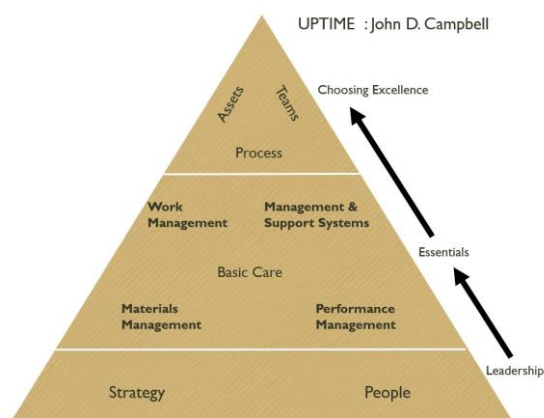 UPTIME : John D. Campbell
Choosing Excellence
Assets
Teams
Process
Work
Management
Management &
Support Systems
Essentials
Basic Care
Materials
Management
Performance
Management
Leadership
Strategy
People